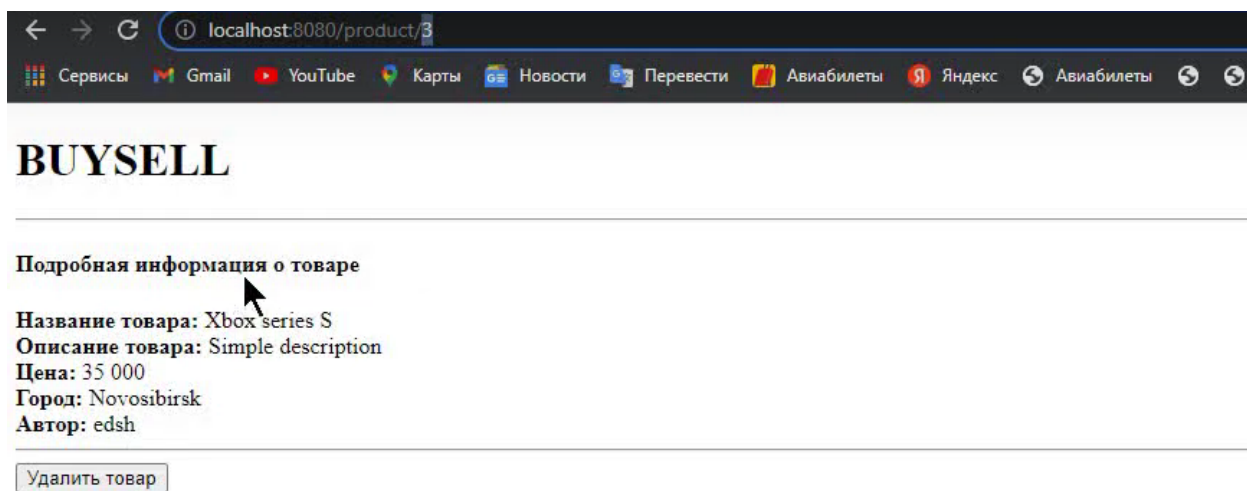 localhost:8080/product/3
Сервисы Gmail YouTube Карты Новости Перевести Авиабилеты Яндекс Авиабилеты
BUYSELL
Подробная информация о товаре
Название товара: Xbox series S
Описание товара: Simple description
Цена: 35 000
Город: Novosibirsk
Автор: edsh
Удалить товар